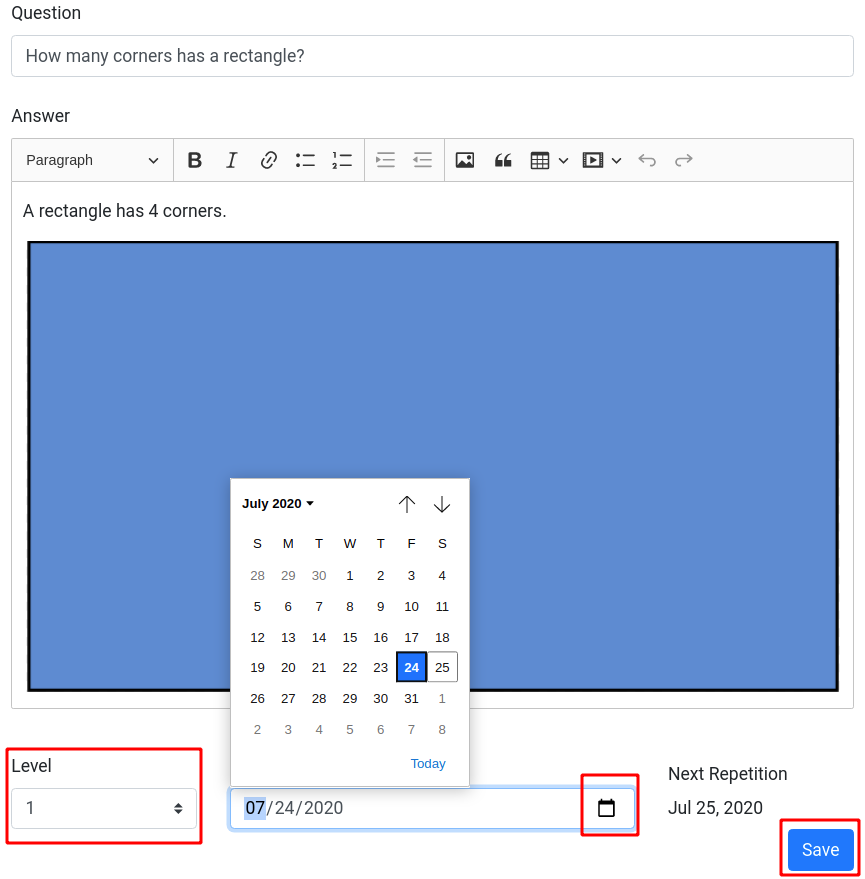 Question
How many corners has a rectangle?
Answer
Paragraph B I
A rectangle has 4 corners.
July 2020
S M T W T F S
28 29 30 1 2 3 4
5 6 7 8 9 10 11
12 13 14 15 16 17 18
19 20 21 22 23 24 25
26 27 28 29 30 31 1
2 3 4 5 6 7 8
Today
Level
1
07/24/2020
Next Repetition
Jul 25, 2020
Save